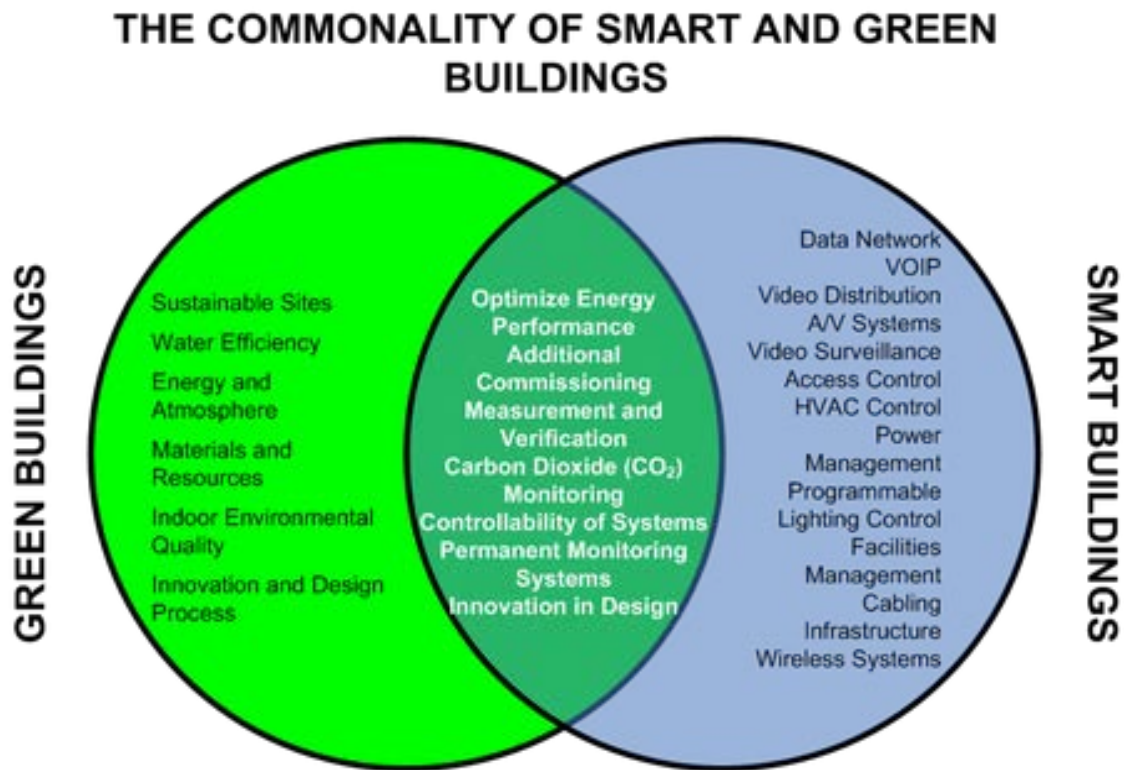 THE COMMONALITY OF SMART AND GREEN
BUILDINGS
GREEN BUILDINGS
Sustainable Sites
Water Efficiency
Energy and
Atmosphere
Materials and
Resources
Indoor Environmental
Quality
Innovation and Design
Process
Optimize Energy
Performance
Additional
Commissioning
Measurement and
Verification
Carbon Dioxide (CO₂)
Monitoring
Controllability of Systems
Permanent Monitoring
Systems
Innovation in Design
Data Network
VOIP
Video Distribution
A/V Systems
Video Surveillance
Access Control
HVAC Control
Power
Management
Programmable
Lighting Control
Facilities
Management
Cabling
Infrastructure
Wireless Systems
SMART BUILDINGS